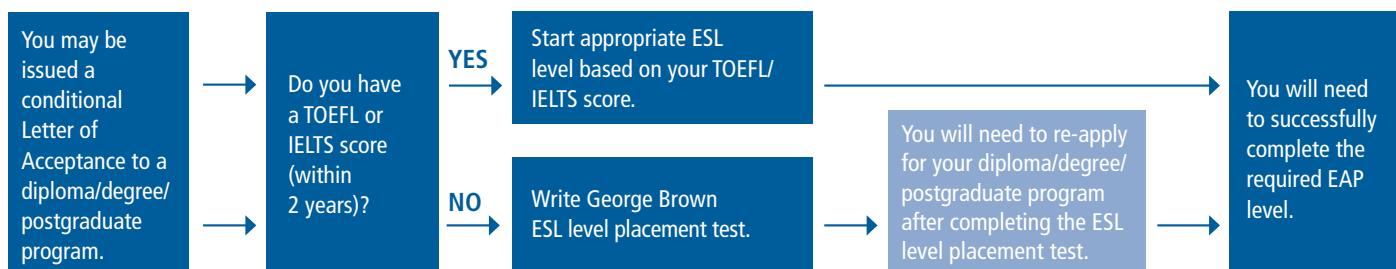 You may be
issued a
conditional
Letter of
Acceptance to a
diploma/degree/
postgraduate
program.
Do you have
a TOEFL or
IELTS score
(within
2 years)?
YES
Start appropriate ESL
level based on your TOEFL/
IELTS score.
NO
Write George Brown
ESL level placement test.
You will need to re-apply
for your diploma/degree/
postgraduate program
after completing the ESL
level placement test.
You will need
to successfully
complete the
required EAP
level.